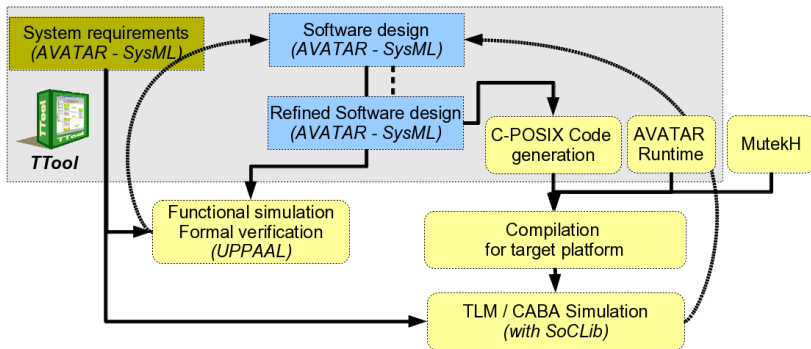 System requirements
(AVATAR - SysML)
Software design
(AVATAR - SysML)
Refined Software design
(AVATAR - SysML)
TTool
TTool
C-POSIX Code
generation
AVATAR
Runtime
MutekH
Functional simulation
Formal verification
(UPPAAL)
Compilation
for target platform
TLM / CABA Simulation
(with SoCLib)